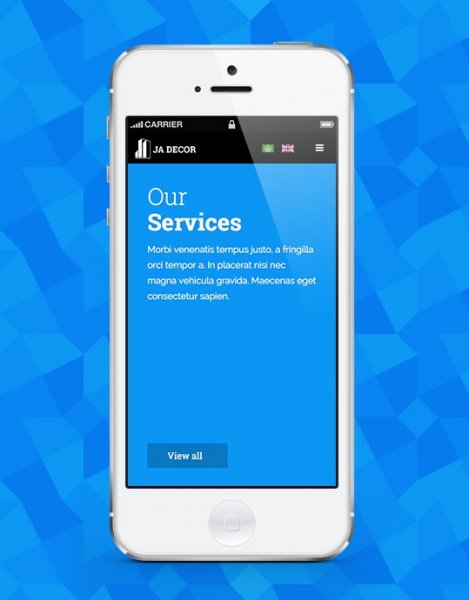 CARRIER
JA DECOR
Our
Services
Morbi venenatis tempus justo, a fringilla
orci tempor a. In placerat nisi nec
magna vehicula gravida. Maecenas eget
consectetur sapien.
View all